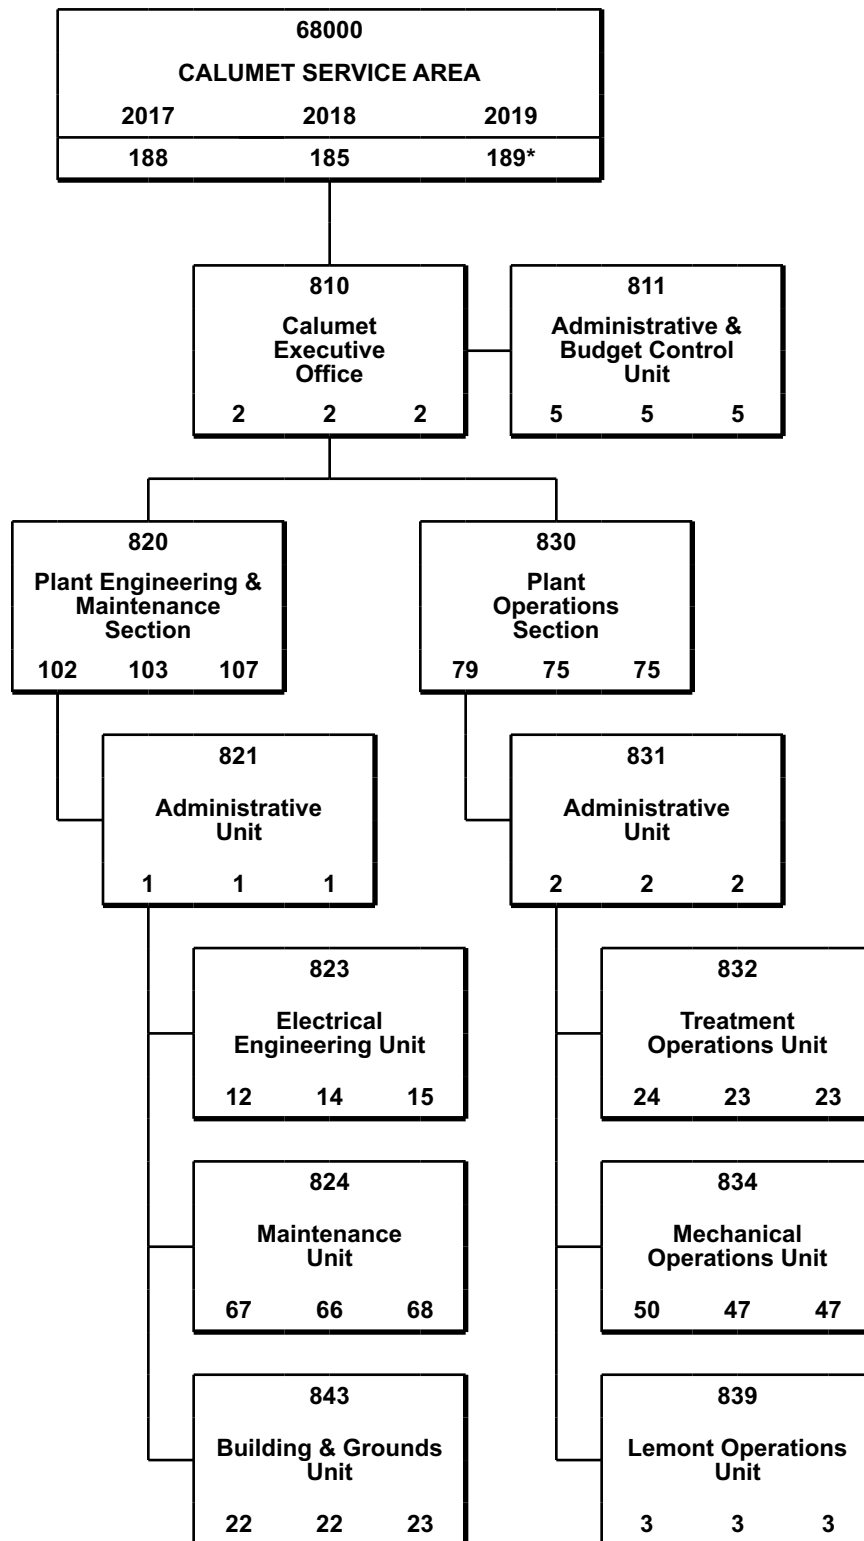 68000
CALUMET SERVICE AREA
2017 2018 2019
188 185 189*
810
Calumet
Executive
Office
2 2 2
811
Administrative &
Budget Control
Unit
5 5 5
820
Plant Engineering &
Maintenance
Section
102 103 107
830
Plant
Operations
Section
79 75 75
821
Administrative
Unit
1 1 1
831
Administrative
Unit
2 2 2
823
Electrical
Engineering Unit
12 14 15
832
Treatment
Operations Unit
24 23 23
824
Maintenance
Unit
67 66 68
834
Mechanical
Operations Unit
50 47 47
843
Building & Grounds
Unit
22 22 23
839
Lemont Operations
Unit
3 3 3